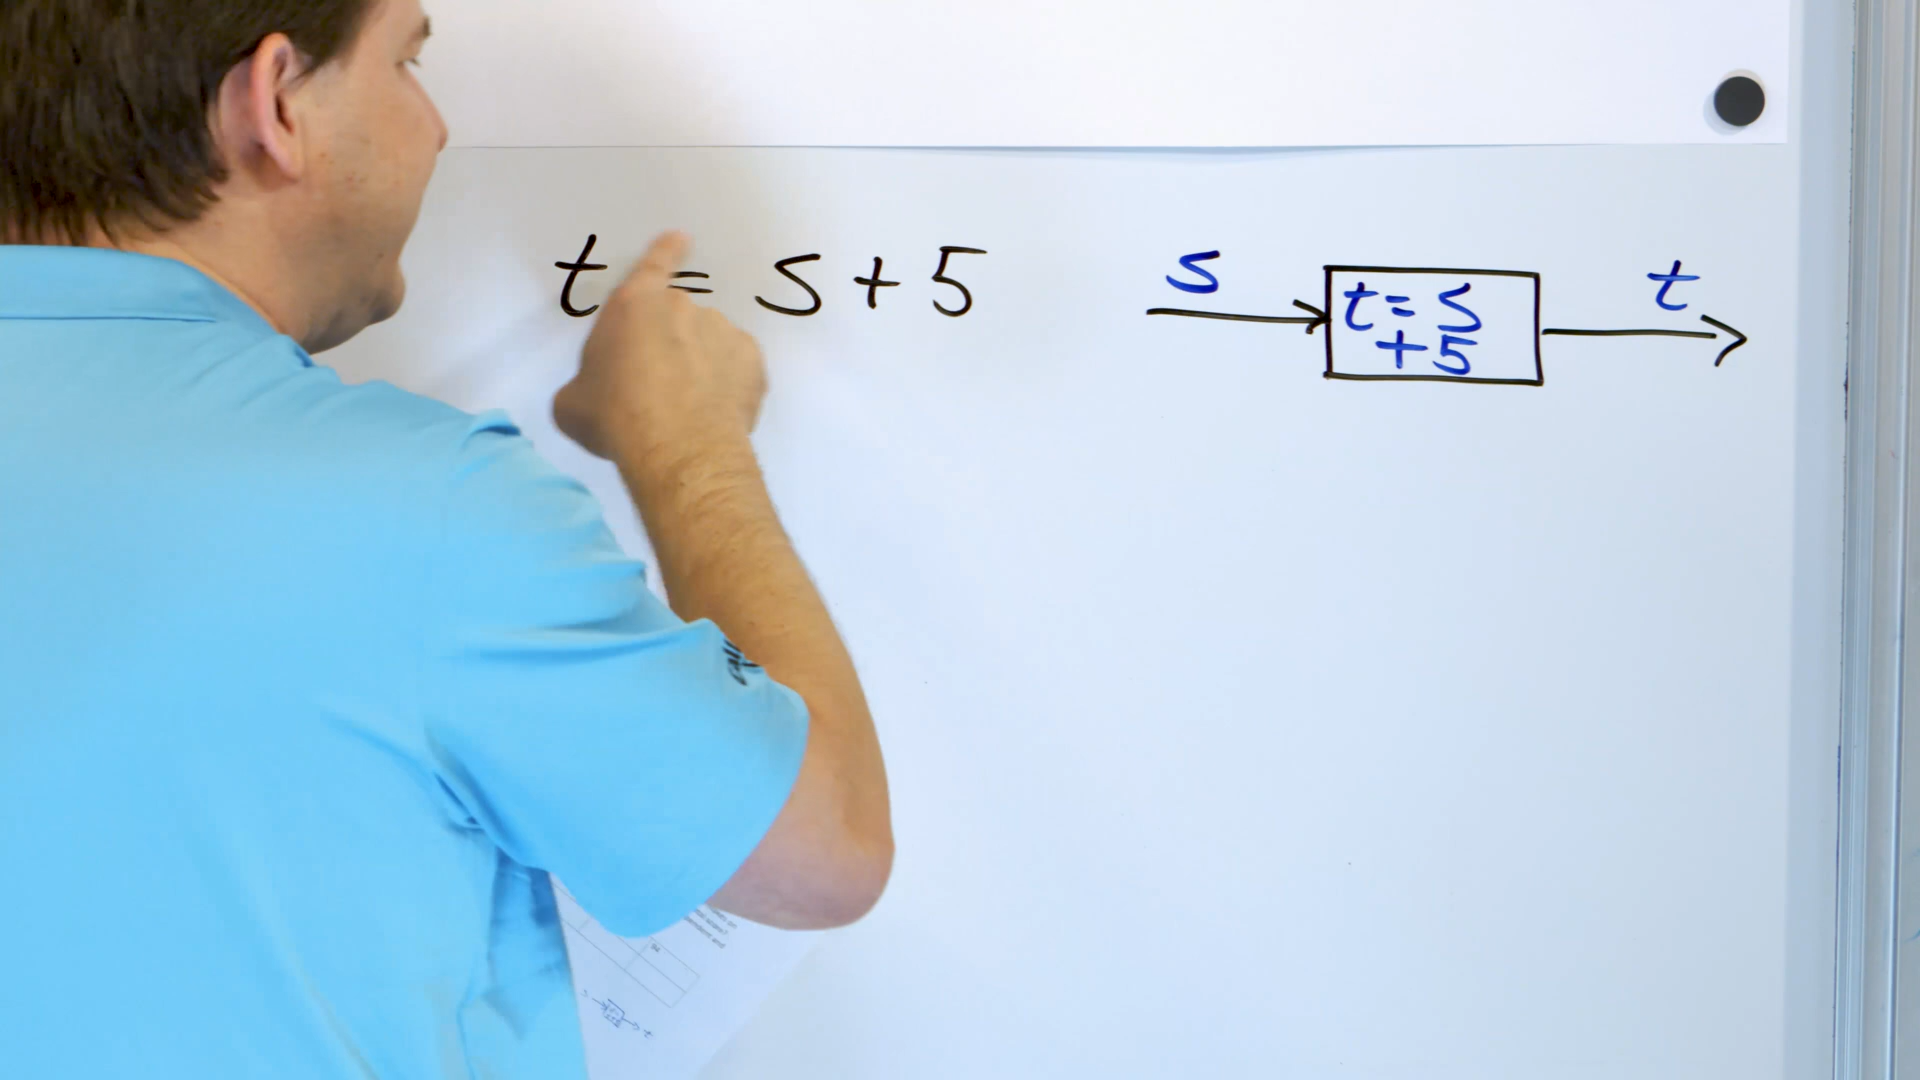 t = s + 5
s
t = s
+ 5
t